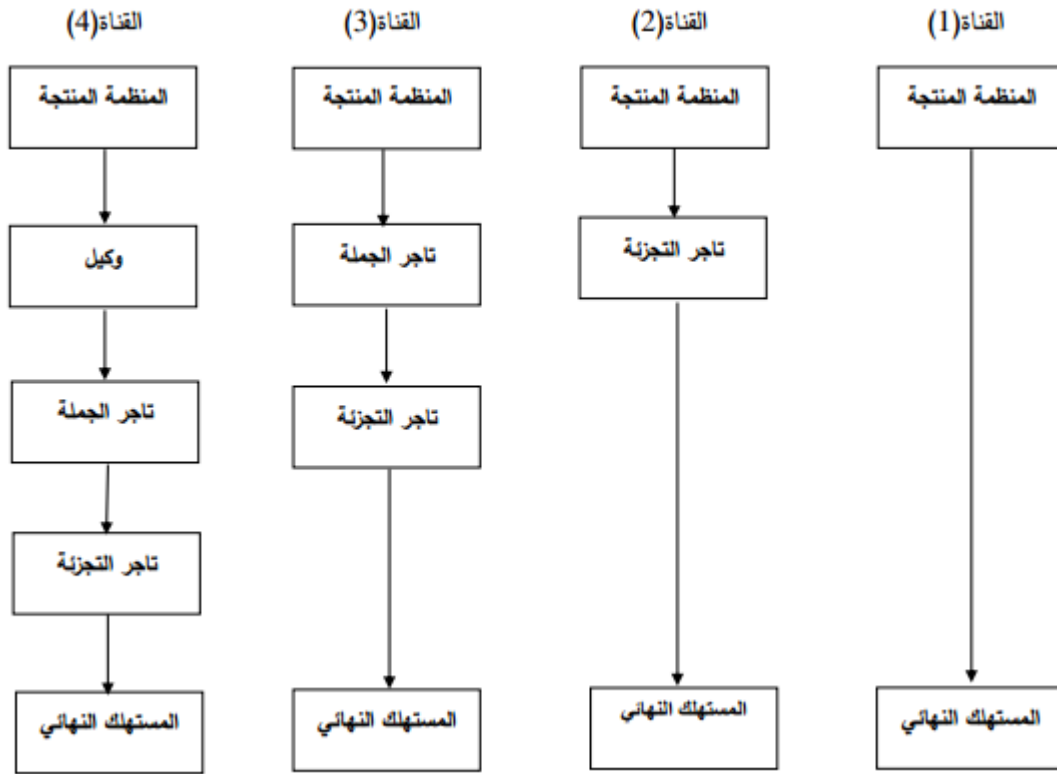 القناة(1)
القناة(2)
القناة(3)
القناة(4)
المنظمة المنتجة
المنظمة المنتجة
المنظمة المنتجة
المنظمة المنتجة
تاجر التجزئة
تاجر الجملة
وكيل
تاجر التجزئة
تاجر الجملة
تاجر التجزئة
المستهلك النهائي
المستهلك النهائي
المستهلك النهائي
المستهلك النهائي